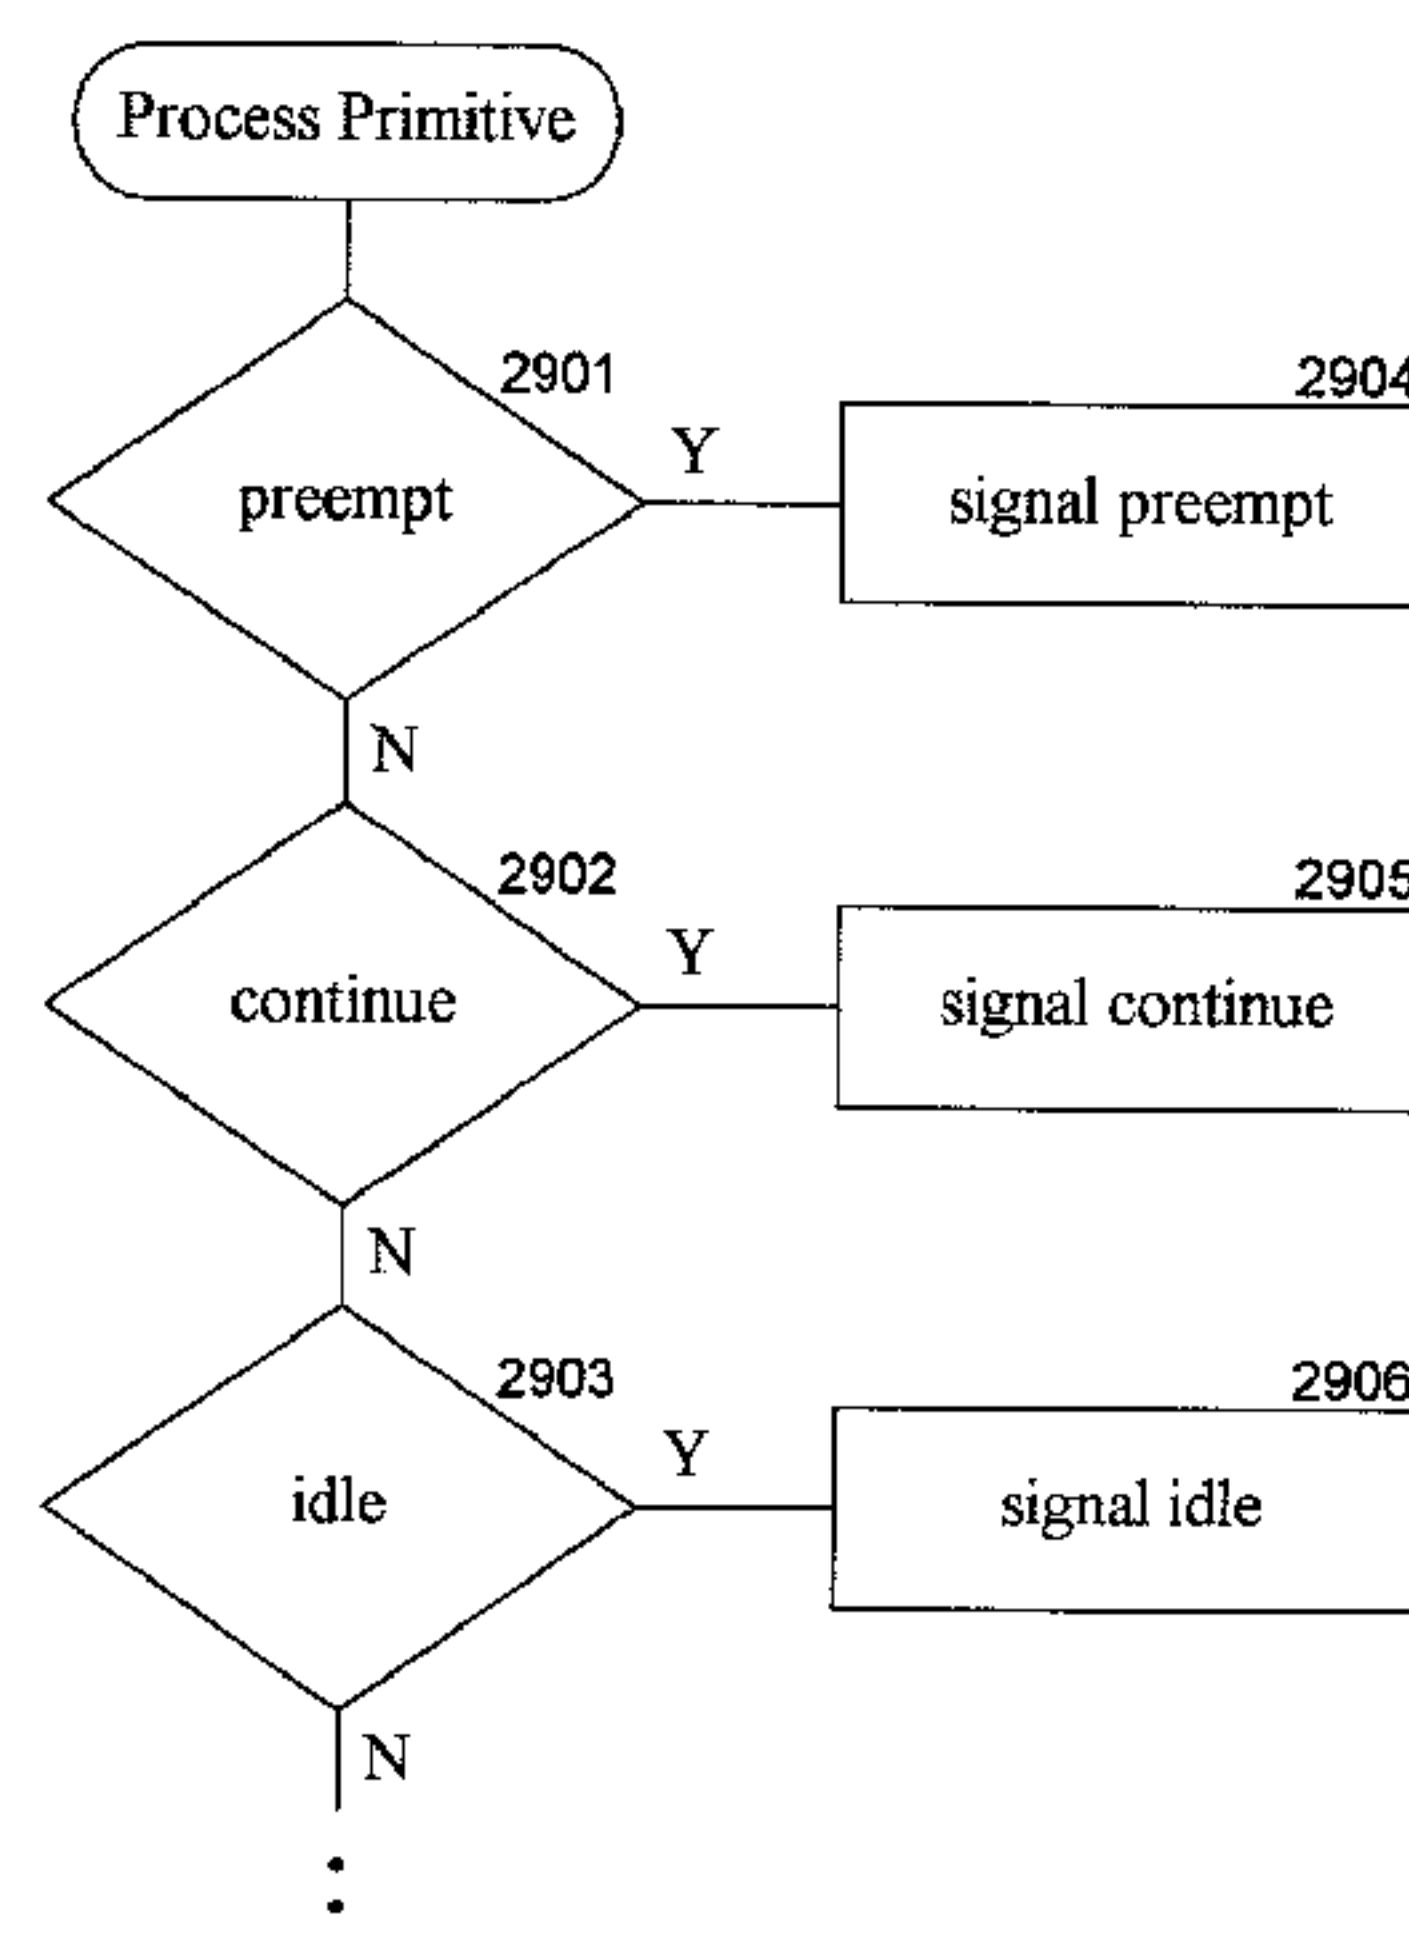 Process Primitive
2901
2904
Y
preempt
signal preempt
N
2902
2905
Y
continue
signal continue
N
2903
2906
Y
idle
signal idle
N